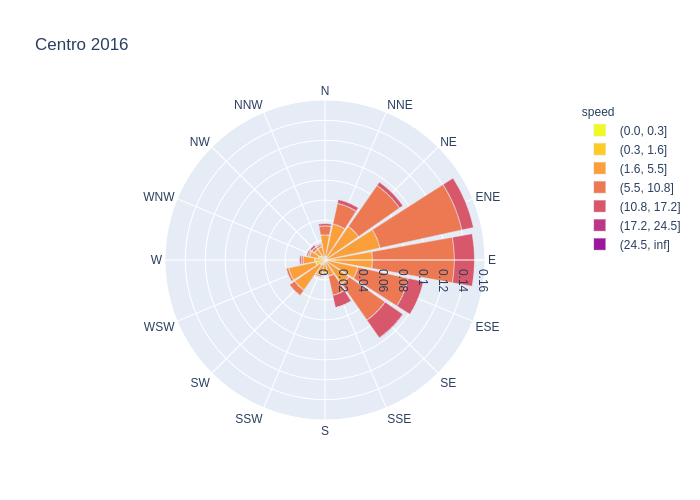 Centro 2016
N
NNE
NE
ENE
E
ESE
SE
SSE
S
SSW
SW
WSW
W
WNW
NW
NNW
0
0.02
0.04
0.06
0.08
0.1
0.12
0.14
0.16
speed
(0.0, 0.3]
(0.3, 1.6]
(1.6, 5.5]
(5.5, 10.8]
(10.8, 17.2]
(17.2, 24.5]
(24.5, inf]